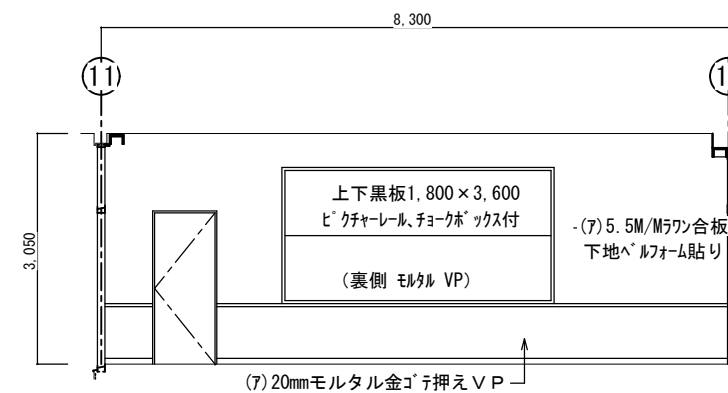 8,300
11
1
3,050
上下黒板1,800×3,600
ﾋﾟｸﾁｬｰﾚｰﾙ､ﾁｮｰｸﾎﾞｯｸｽ付
-(ｱ)5.5M/Mﾗﾜﾝ合板
下地ﾍﾞﾙﾌｫｰﾑ貼り
(裏側 ﾓﾙﾀﾙ VP)
(ｱ)20mmモルタル金ｺﾞﾃ押えＶＰ